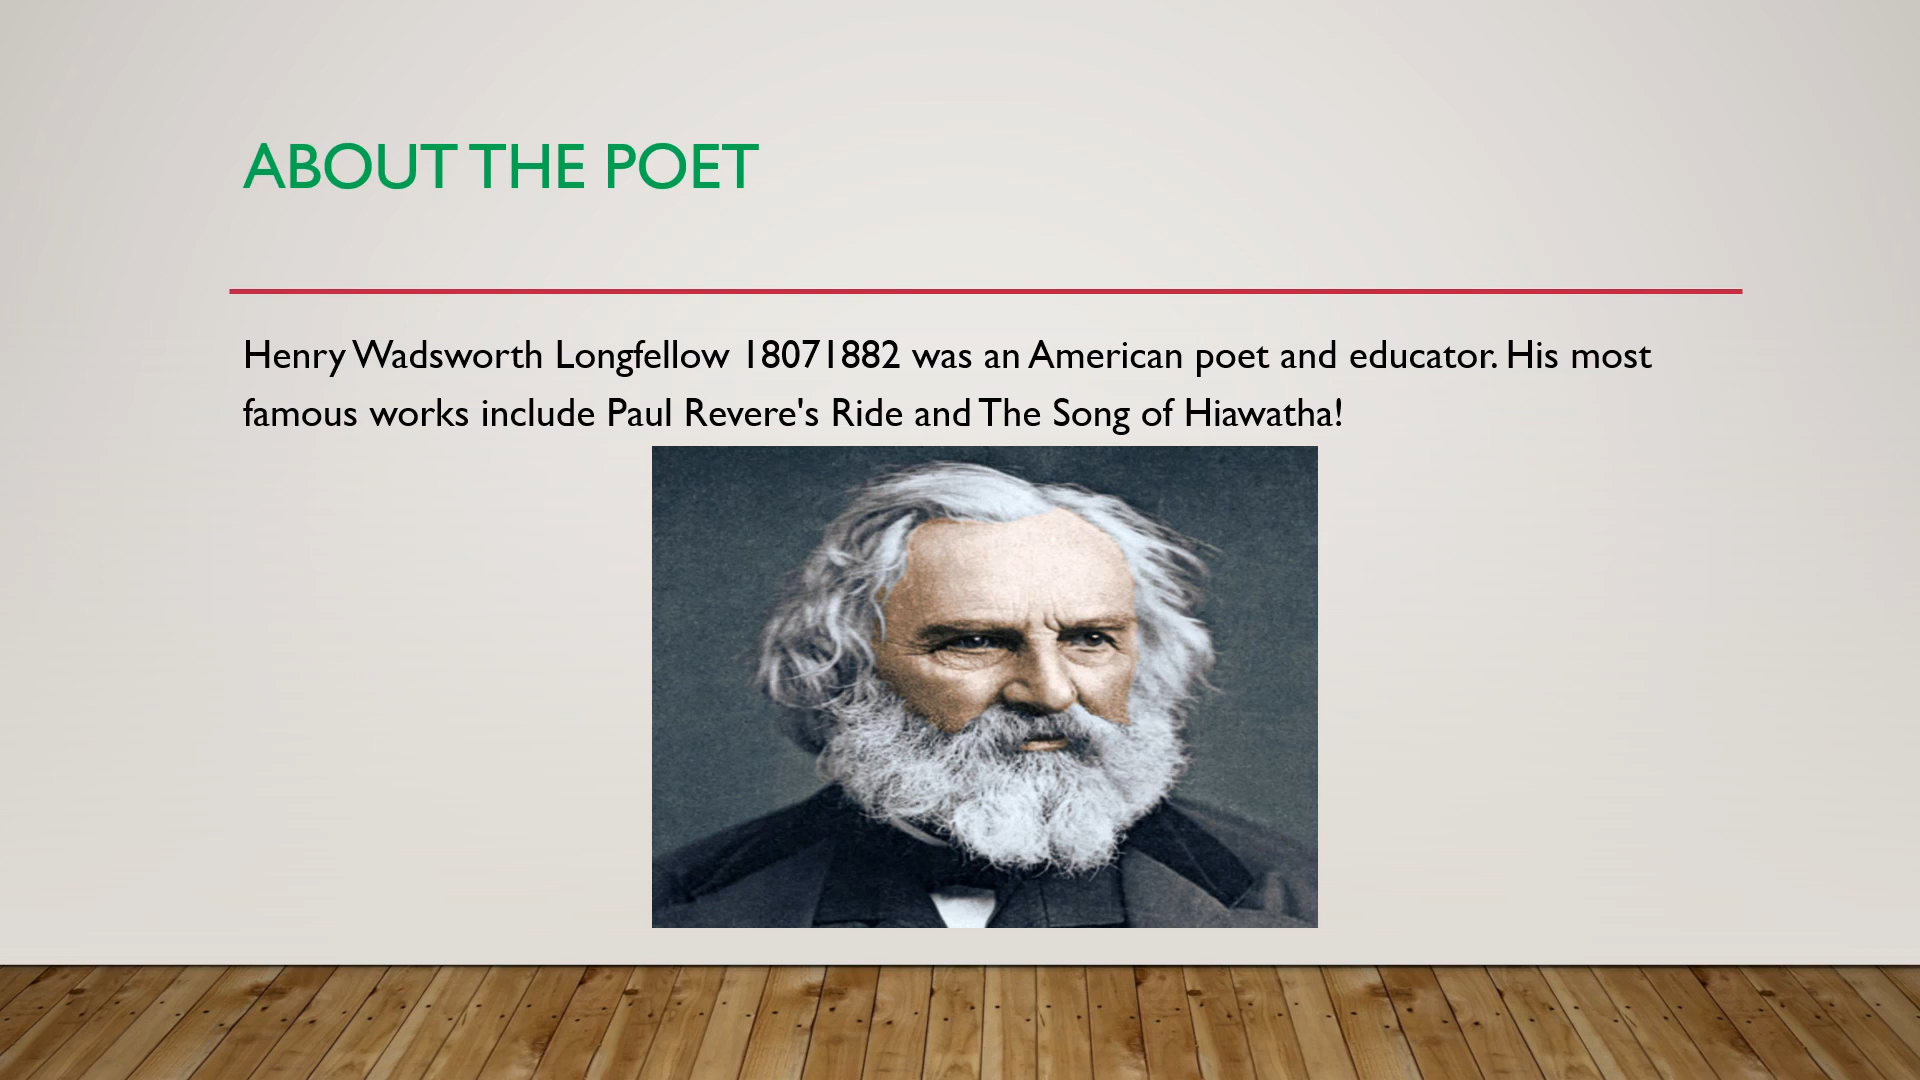 ABOUT THE POET
Henry Wadsworth Longfellow 18071882 was an American poet and educator. His most
famous works include Paul Revere's Ride and The Song of Hiawatha!